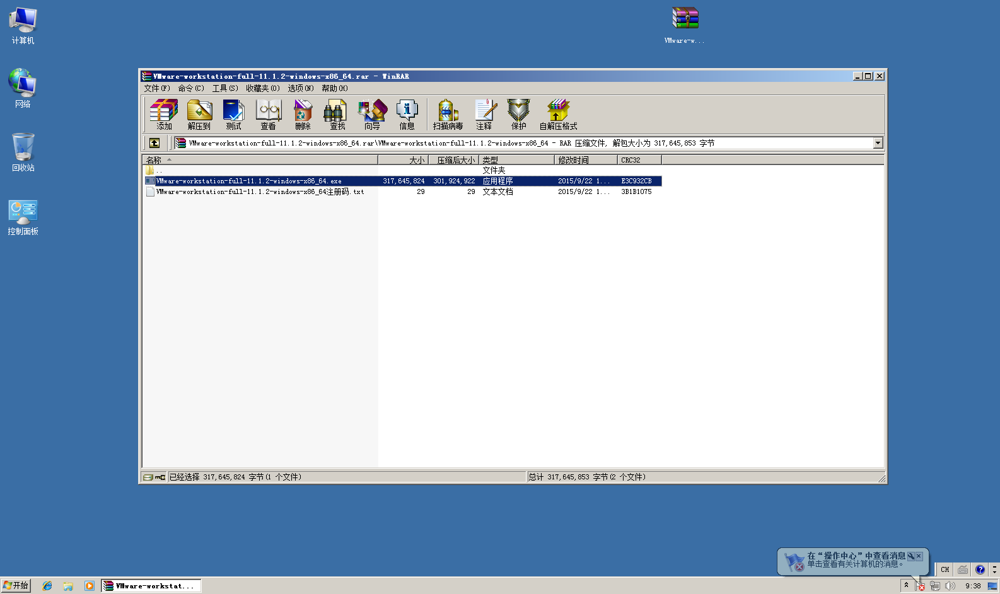 计算机
网络
回收站
控制面板
VMware-w...
VMware-workstation-full-11.1.2-windows-x86_64.rar - WinRAR
文件(F) 命令(C) 工具(S) 收藏夹(O) 选项(N) 帮助(H)
添加 解压到 测试 查看 删除 查找 向导 信息 扫描病毒 注释 保护 自解压格式
VMware-workstation-full-11.1.2-windows-x86_64.rar\VMware-workstation-full-11.1.2-windows-x86_64 - RAR 压缩文件, 解包大小为 317,645,853 字节
名称 大小 压缩后大小 类型 修改时间 CRC32
.. 文件夹
VMware-workstation-full-11.1.2-windows-x86_64.exe 317,645,824 301,924,922 应用程序 2015/9/22 1... E3C932CB
VMware-workstation-full-11.1.2-windows-x86_64注册码.txt 29 29 文本文档 2015/9/22 1... 3B1B1075
已经选择 317,645,824 字节(1 个文件) 总计 317,645,853 字节(2 个文件)
在“操作中心”中查看消息
单击查看有关计算机的消息。
CH
开始 VMware-workstat... 9:38